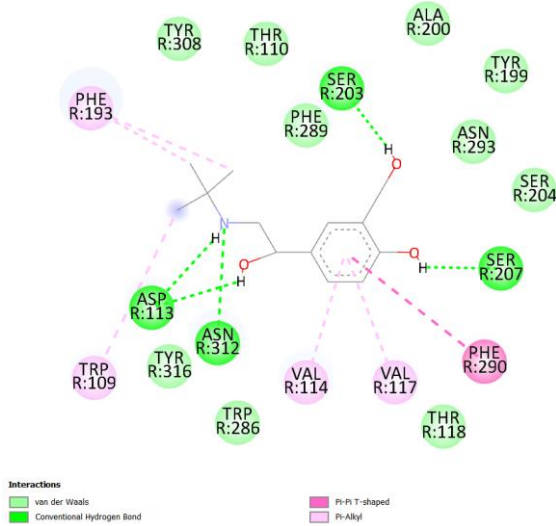 TYR
R:308
THR
R:110
ALA
R:200
TYR
R:199
PHE
R:193
SER
R:203
PHE
R:289
ASN
R:293
SER
R:204
H
O
N
H
O
H
O
H
SER
R:207
ASP
R:113
ASN
R:312
TYR
R:316
TRP
R:109
VAL
R:114
VAL
R:117
PHE
R:290
TRP
R:286
THR
R:118
Interactions
van der Waals
Conventional Hydrogen Bond
Pi-Pi T-shaped
Pi-Alkyl